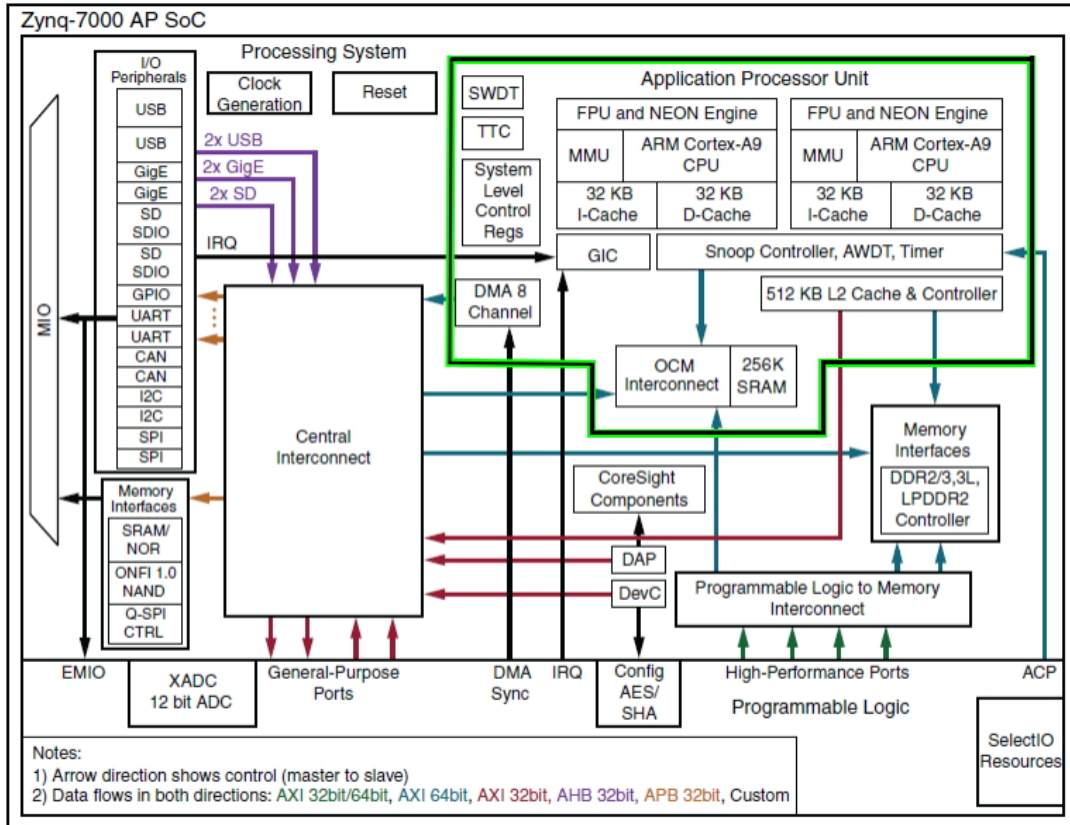 Zynq-7000 AP SoC
Processing System
I/O
Peripherals
USB
USB
GigE
GigE
SD
SDIO
SD
SDIO
GPIO
UART
UART
CAN
CAN
I2C
I2C
SPI
SPI
MIO
Memory
Interfaces
SRAM/
NOR
ONFI 1.0
NAND
Q-SPI
CTRL
Clock
Generation
Reset
2x USB
2x GigE
2x SD
IRQ
Central
Interconnect
Application Processor Unit
SWDT
TTC
System
Level
Control
Regs
FPU and NEON Engine
MMU
ARM Cortex-A9
CPU
32 KB
I-Cache
32 KB
D-Cache
FPU and NEON Engine
MMU
ARM Cortex-A9
CPU
32 KB
I-Cache
32 KB
D-Cache
GIC
Snoop Controller, AWDT, Timer
DMA 8
Channel
512 KB L2 Cache & Controller
OCM
Interconnect
256K
SRAM
Memory
Interfaces
DDR2/3,3L,
LPDDR2
Controller
CoreSight
Components
DAP
DevC
Programmable Logic to Memory
Interconnect
EMIO
XADC
12 bit ADC
General-Purpose
Ports
DMA
Sync
IRQ
Config
AES/
SHA
High-Performance Ports
ACP
Programmable Logic
SelectIO
Resources
Notes:
1) Arrow direction shows control (master to slave)
2) Data flows in both directions: AXI 32bit/64bit, AXI 64bit, AXI 32bit, AHB 32bit, APB 32bit, Custom